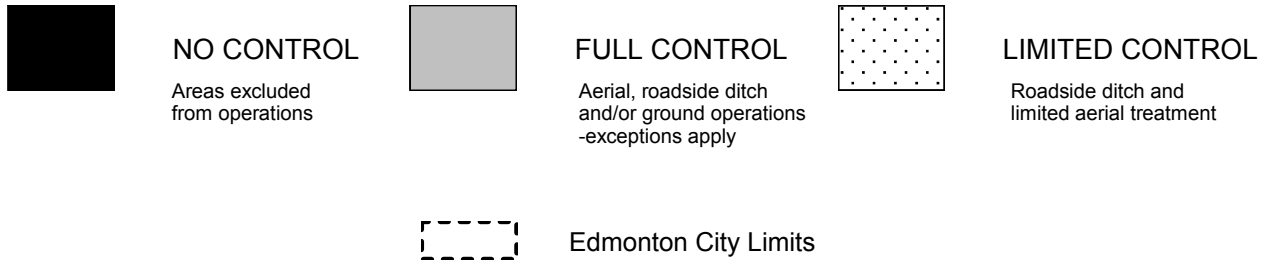 NO CONTROL
Areas excluded
from operations
FULL CONTROL
Aerial, roadside ditch
and/or ground operations
-exceptions apply
LIMITED CONTROL
Roadside ditch and
limited aerial treatment
Edmonton City Limits